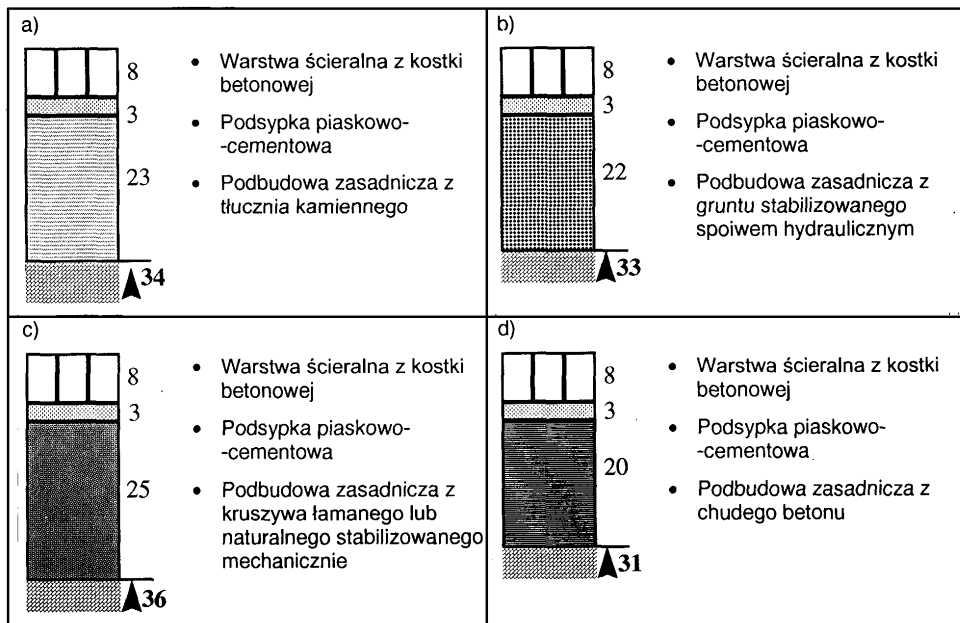 a)
8
3
23
34
• Warstwa ścieralna z kostki
betonowej
• Podsypka piaskowo-
-cementowa
• Podbudowa zasadnicza z
tłucznia kamiennego
b)
8
3
22
33
• Warstwa ścieralna z kostki
betonowej
• Podsypka piaskowo-
-cementowa
• Podbudowa zasadnicza z
gruntu stabilizowanego
spoiwem hydraulicznym
c)
8
3
25
36
• Warstwa ścieralna z kostki
betonowej
• Podsypka piaskowo-
-cementowa
• Podbudowa zasadnicza z
kruszywa łamanego lub
naturalnego stabilizowanego
mechanicznie
d)
8
3
20
31
• Warstwa ścieralna z kostki
betonowej
• Podsypka piaskowo-
-cementowa
• Podbudowa zasadnicza z
chudego betonu